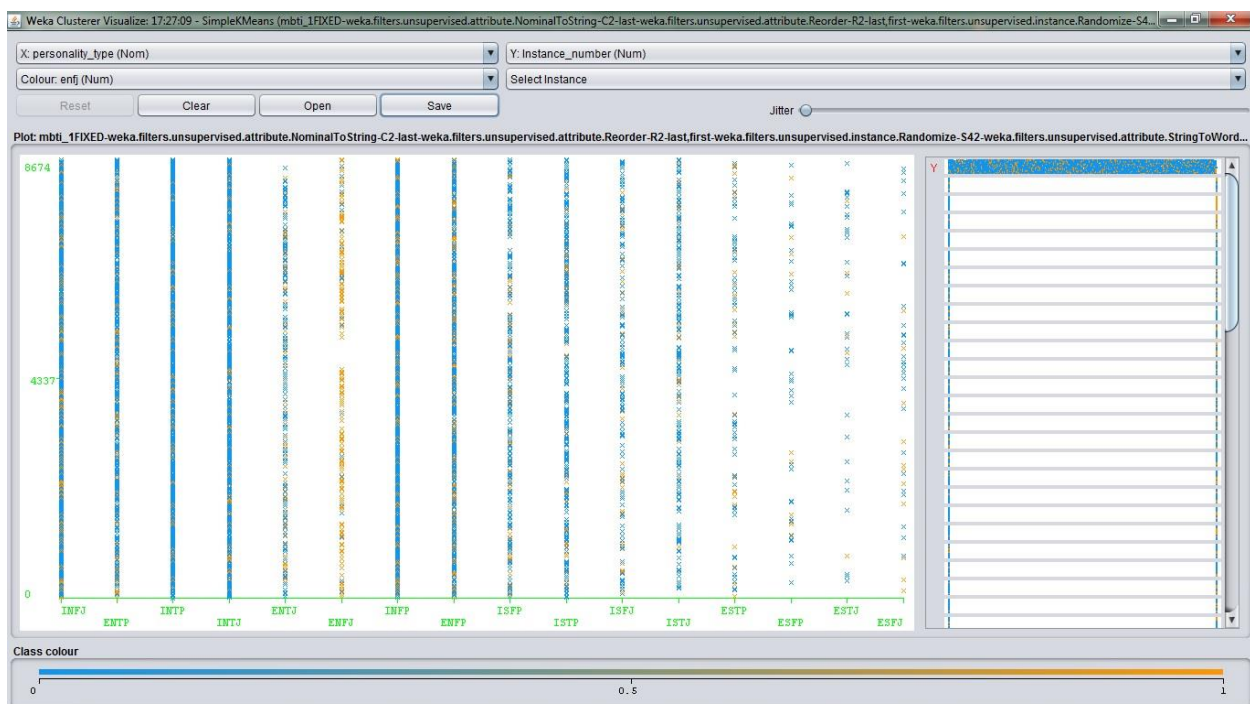 Weka Clusterer Visualize: 17:27:09 - SimpleKMeans (mbti_1FIXED-weka.filters.unsupervised.attribute.NominalToString-C2-last-weka.filters.unsupervised.attribute.Reorder-R2-last,first-weka.filters.unsupervised.instance.Randomize-S4...
X: personality_type (Nom) Y: Instance_number (Num)
Colour: enfj (Num) Select Instance
Reset Clear Open Save Jitter
Plot: mbti_1FIXED-weka.filters.unsupervised.attribute.NominalToString-C2-last-weka.filters.unsupervised.attribute.Reorder-R2-last,first-weka.filters.unsupervised.instance.Randomize-S42-weka.filters.unsupervised.attribute.StringToWord...
8674 Y
4337
0
INFJ INTP ENTJ INFP ISFP ISFJ ESTP ESTJ
ENTP INTJ ENFJ ENFP ISTP ISTJ ESFP ESFJ
Class colour
0 0.5 1